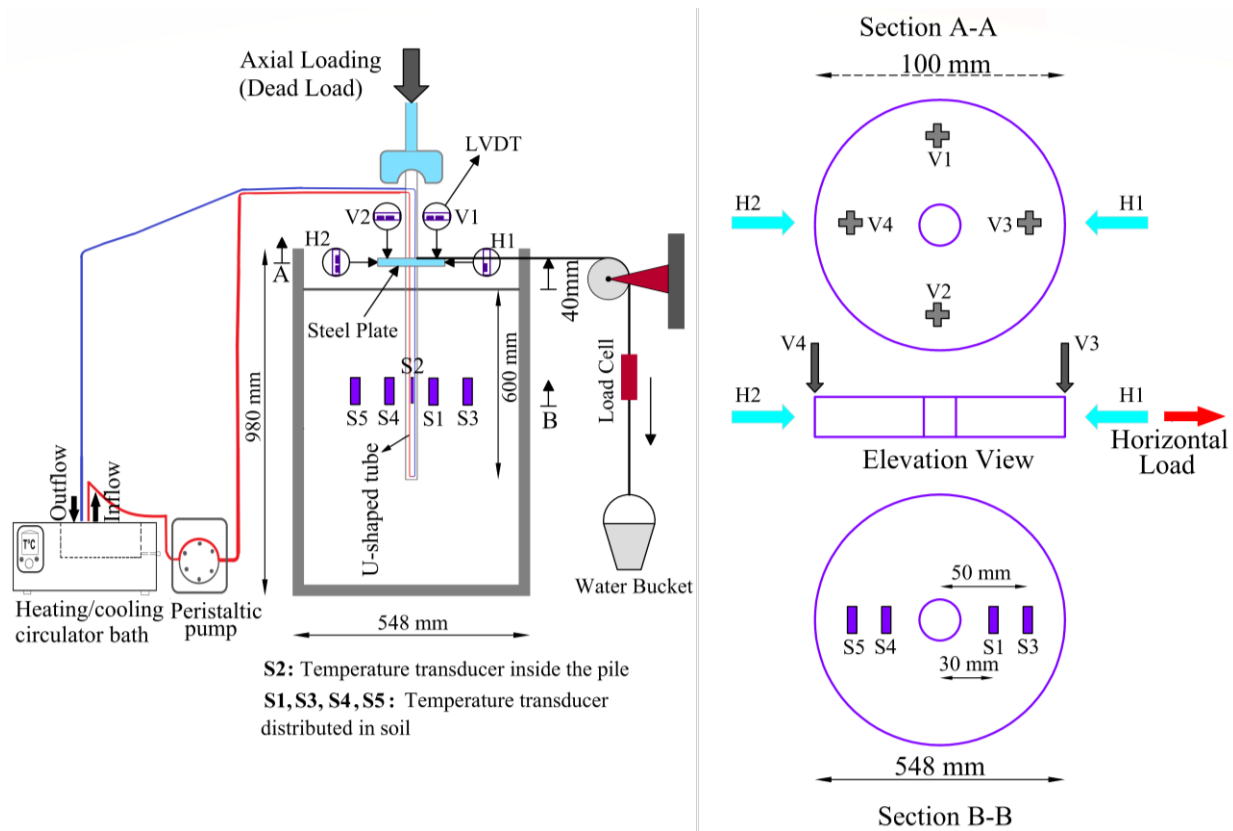 Axial Loading
(Dead Load)
LVDT
V2
V1
H2
H1
A
40mm
Steel Plate
S2
S5
S4
S1
S3
B
600 mm
980 mm
Load Cell
U-shaped tube
Outflow
Inflow
T°C
Heating/cooling
circulator bath
Peristaltic
pump
Water Bucket
548 mm
S2: Temperature transducer inside the pile
S1, S3, S4, S5: Temperature transducer
distributed in soil
Section A-A
100 mm
V1
H2
H1
V4
V3
V2
V4
V3
H2
H1
Horizontal
Load
Elevation View
50 mm
S5
S4
S1
S3
30 mm
548 mm
Section B-B